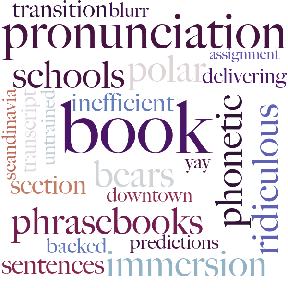 transition blurr
pronunciation
assignment
schools polar
delivering
scandinavia
transcript
untrained
inefficient
book
phonetic
ridiculous
yay
bears
section
downtown
phrasebooks
backed predictions
sentences immersion